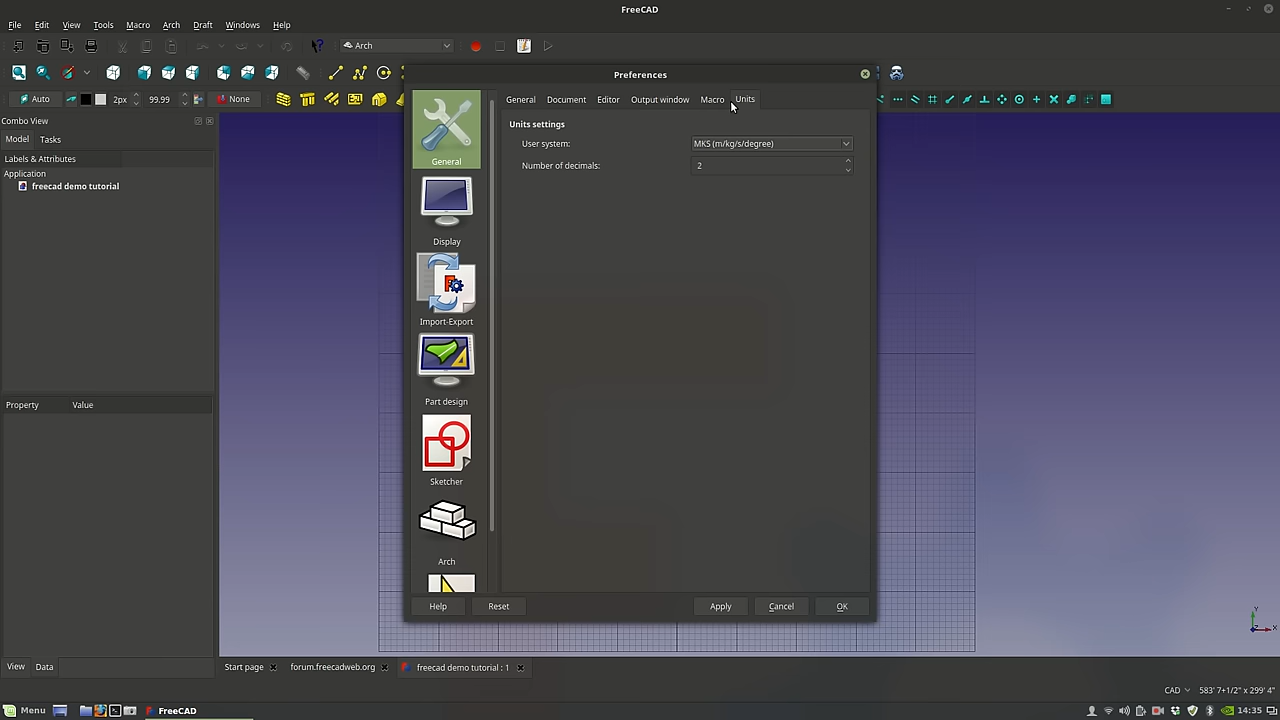 FreeCAD
File Edit View Tools Macro Arch Draft Windows Help
Arch
Auto 2px 99.99 None
Combo View
Model Tasks
Labels & Attributes
Application
freecad demo tutorial
Property Value
View Data
Preferences
General
Display
Import-Export
Part design
Sketcher
Arch
General Document Editor Output window Macro Units
Units settings
User system: MKS (m/kg/s/degree)
Number of decimals: 2
Help Reset Apply Cancel OK
Y
X
Start page forum.freecadweb.org freecad demo tutorial : 1
CAD 583' 7+1/2" x 299' 4"
Menu FreeCAD 14:35